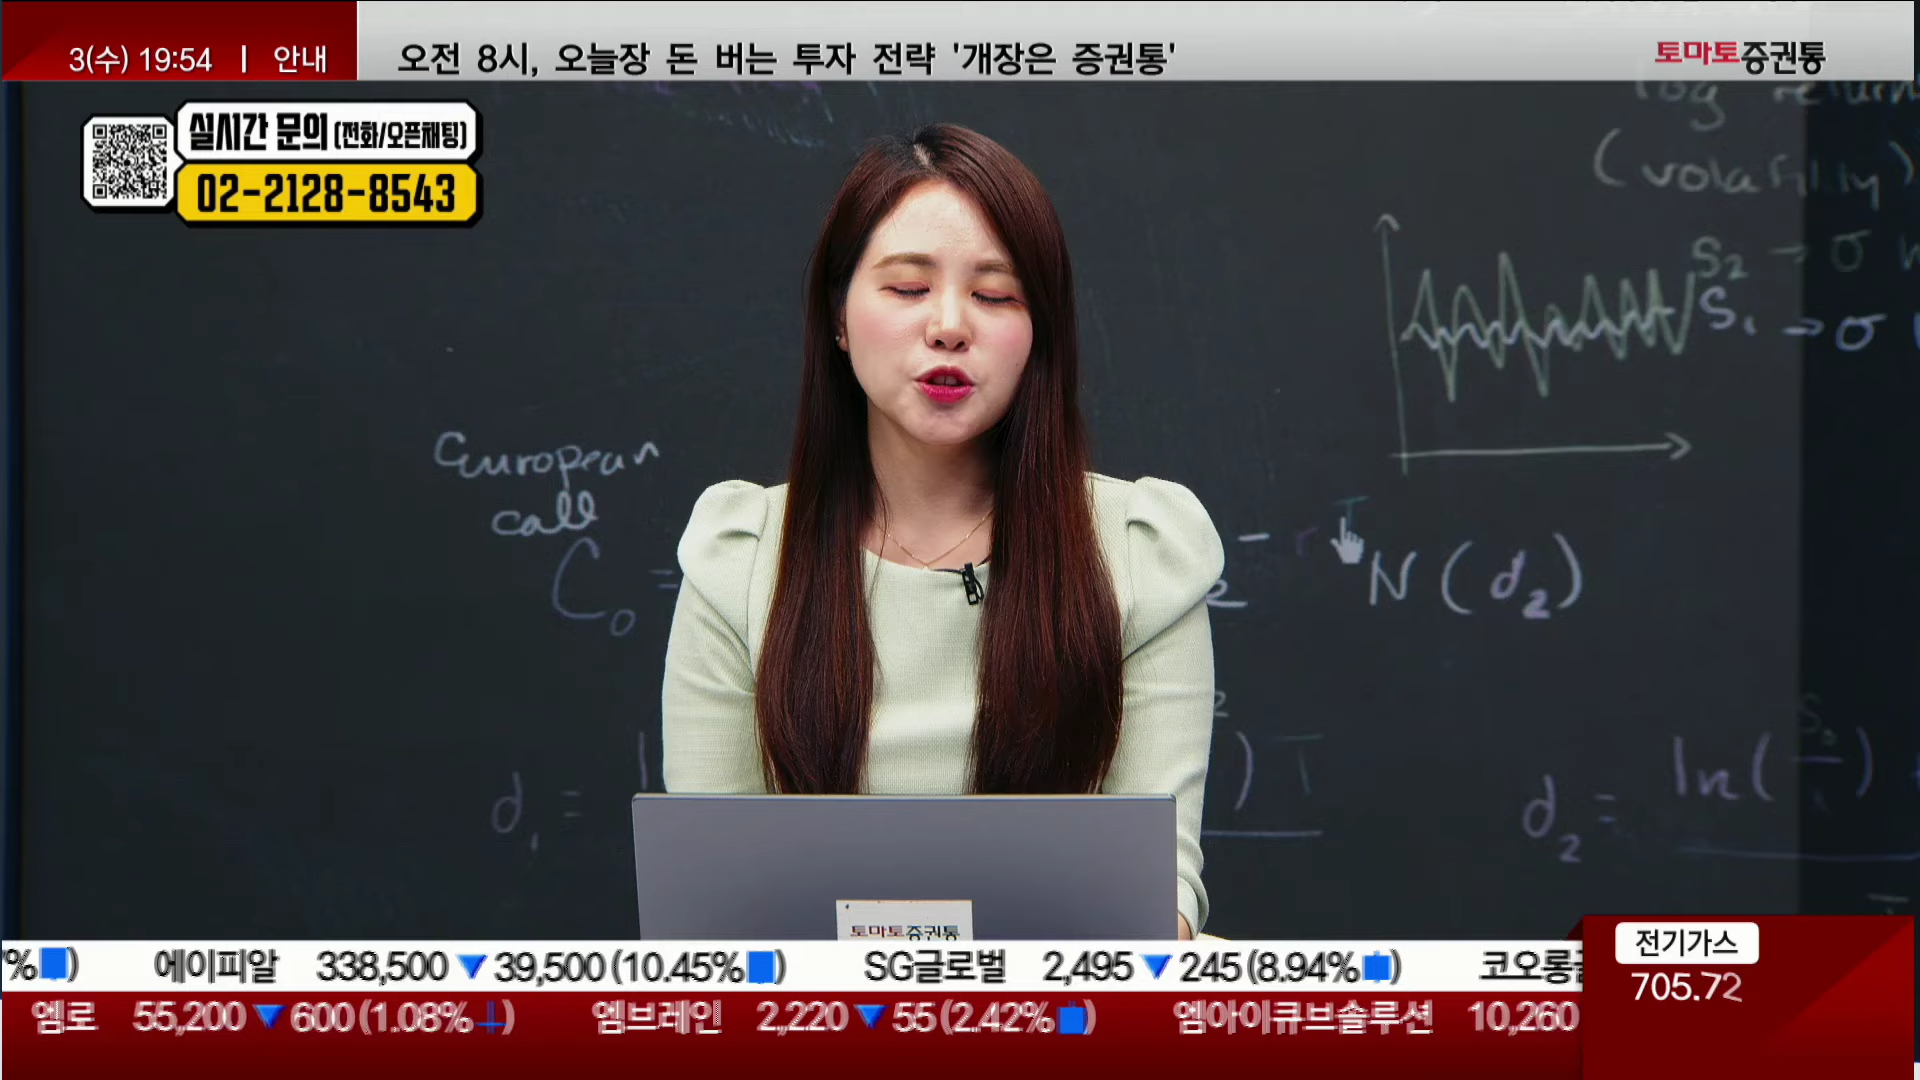 3(수) 19:54 | 안내
오전 8시, 오늘장 돈 버는 투자 전략 '개장은 증권통'
토마토증권통
실시간 문의 (전화/오픈채팅)
02-2128-8543
log return
(volatility)
S2 → σ
S1 → σ
European
call
C0 =
N(d2)
d1 =
) T
d2 =
ln(
토마토증권통
에이피알 338,500 ▼ 39,500(10.45%) SG글로벌 2,495 ▼ 245(8.94%) 코오롱
엠로 55,200 ▼ 600(1.08%↓) 엠브레인 2,220 ▼ 55(2.42%) 엠아이큐브솔루션 10,260
전기가스
705.72